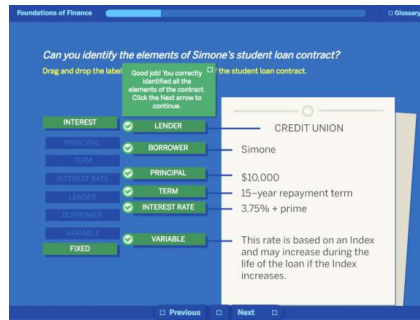 Foundations of Finance
Glossary
Can you identify the elements of Simone's student loan contract?
Drag and drop the label
the student loan contract.
Good job! You correctly
identified all the
elements of the contract.
Click the Next arrow to
continue.
INTEREST
PRINCIPAL
TERM
INTEREST RATE
LENDER
BORROWER
VARIABLE
FIXED
LENDER
CREDIT UNION
BORROWER
Simone
PRINCIPAL
$10,000
TERM
15-year repayment term
INTEREST RATE
3.75% + prime
VARIABLE
This rate is based on an Index
and may increase during the
life of the loan if the Index
increases.
Previous
Next